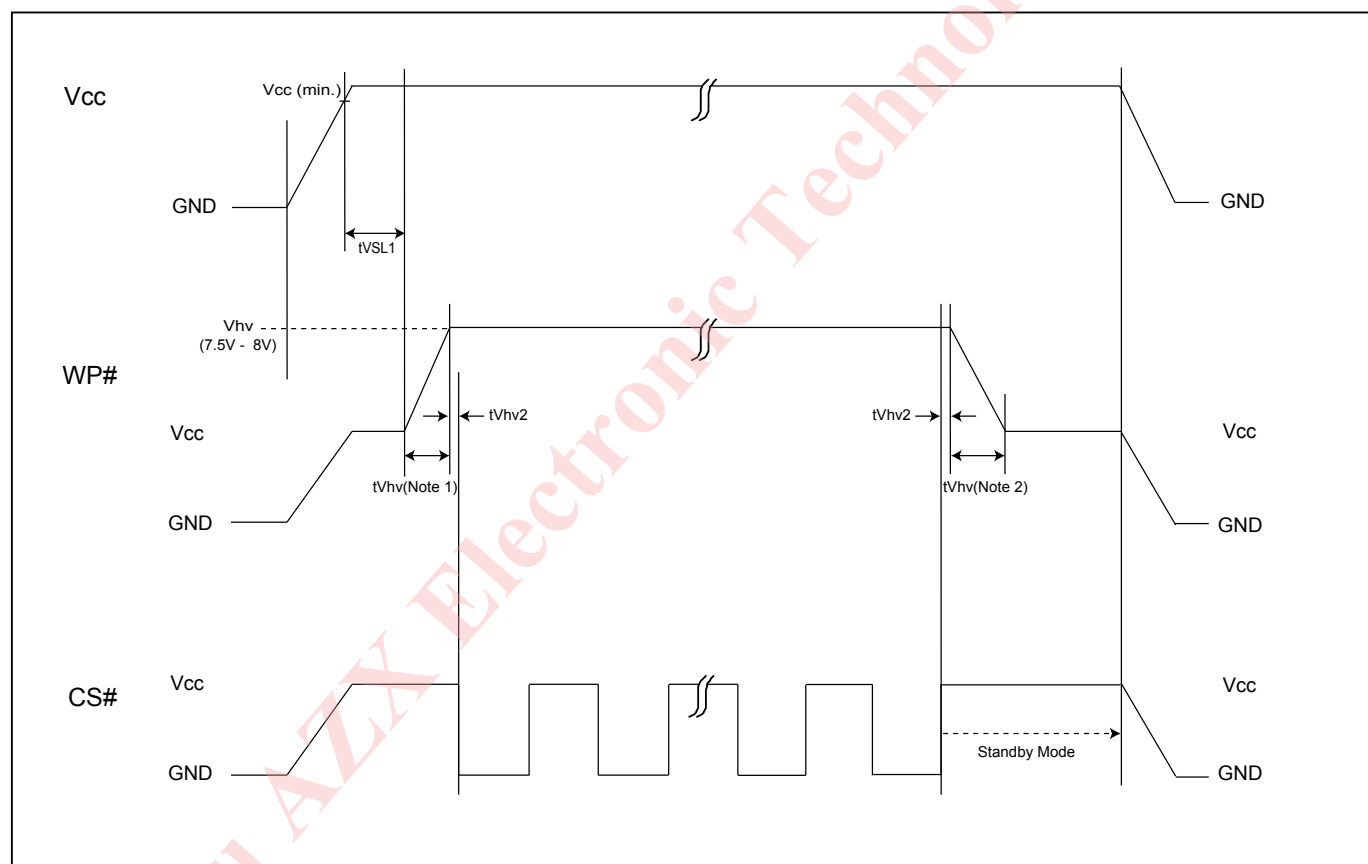 Vcc
Vcc (min.)
GND
GND
tVSL1
Vhv
(7.5V - 8V)
WP#
tVhv2
tVhv2
Vcc
Vcc
tVhv(Note 1)
tVhv(Note 2)
GND
GND
CS#
Vcc
Vcc
Standby Mode
GND
GND
AZX Electronic